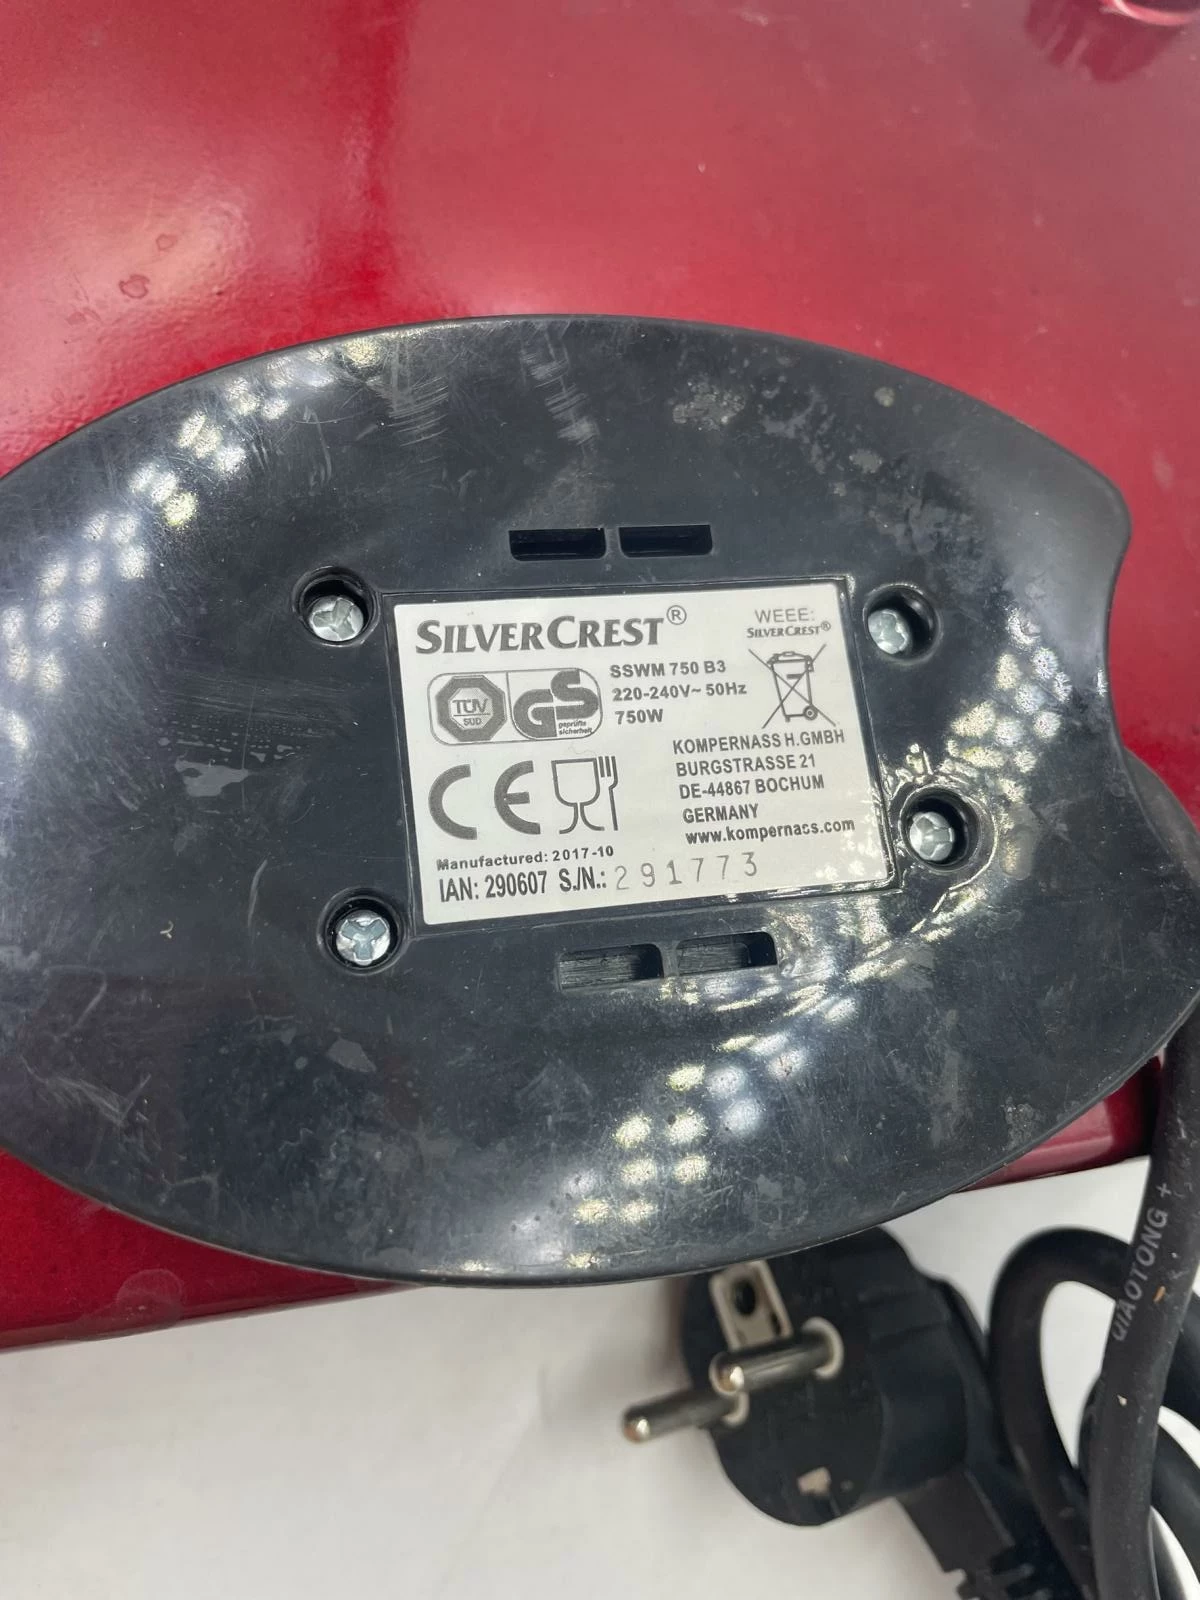 SILVERCREST®
WEEE:
SILVERCREST®
TÜV
SÜD
GS
geprüfte
sicherheit
SSWM 750 B3
220-240V~ 50Hz
750W
KOMPERNASS H.GMBH
BURGSTRASSE 21
DE-44867 BOCHUM
GERMANY
www.kompernass.com
CE
Manufactured: 2017-10
IAN: 290607 S./N.: 291773
QIAOTONG +